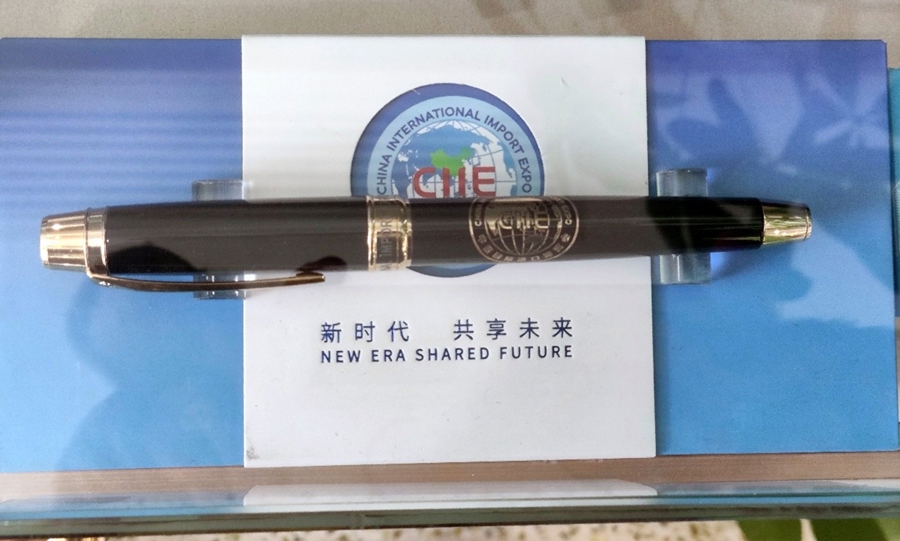 CHINA INTERNATIONAL IMPORT EXPO
CIIE
新时代 共享未来
NEW ERA SHARED FUTURE